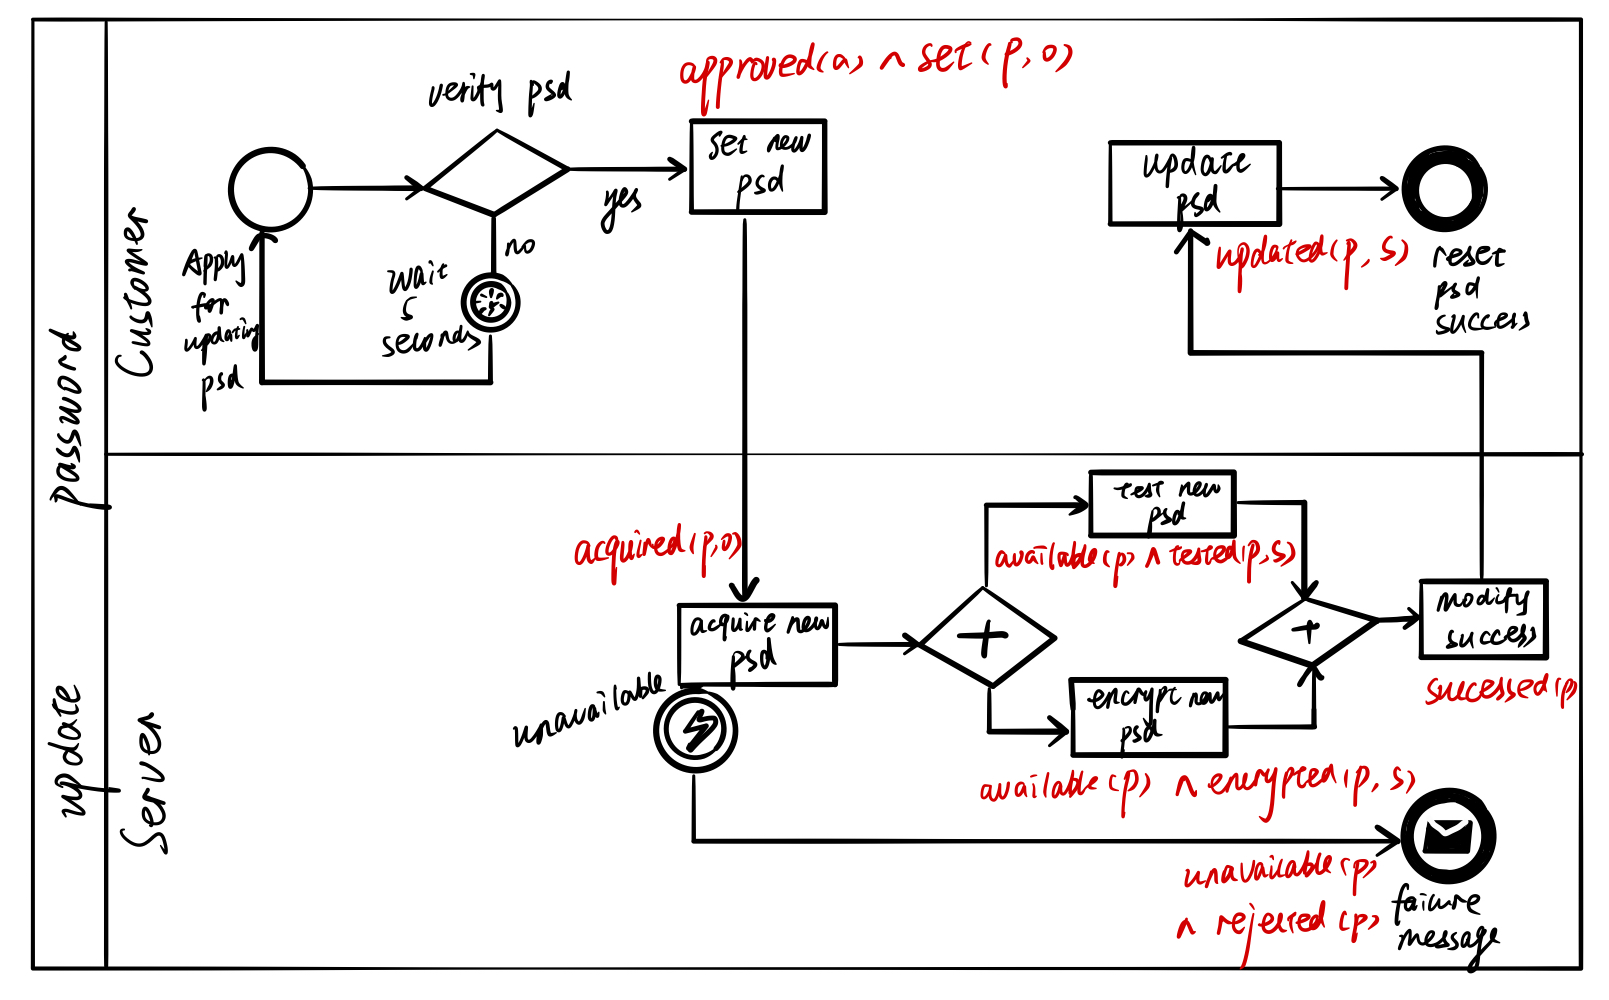 update password
Customer
Server
Apply
for
updating
psd
verity psd
yes
no
wait
5
seconds
approved(a) ∧ set(p,o)
set new
psd
update
psd
updated(p,s)
reset
psd
success
acquired(p,o)
acquire new
psd
unavailable
test new
psd
available(p) ∧ tested(p,s)
+
+
encrypt new
psd
available(p) ∧ encrypted(p,s)
modify
success
successed(p)
unavailable(p)
∧ rejected(p)
failure
message